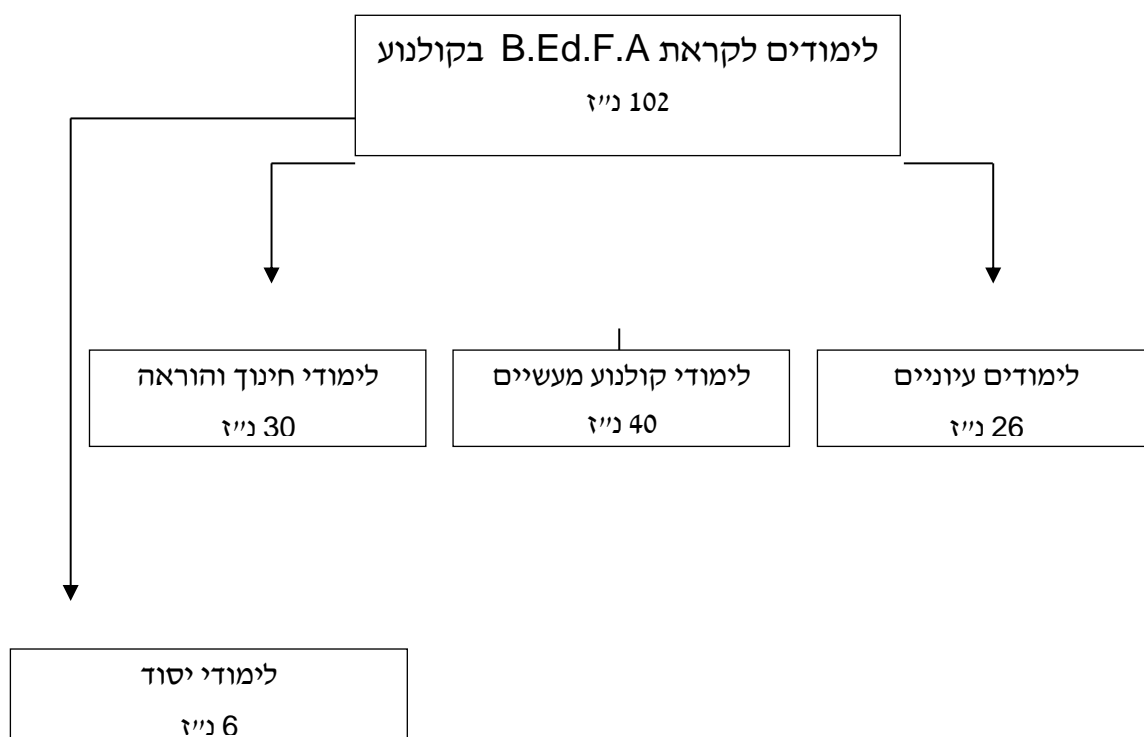 לימודים לקראת B.Ed.F.A בקולנוע
102 נ״ז
לימודים עיוניים
26 נ״ז
לימודי קולנוע מעשיים
40 נ״ז
לימודי חינוך והוראה
30 נ״ז
לימודי יסוד
6 נ״ז